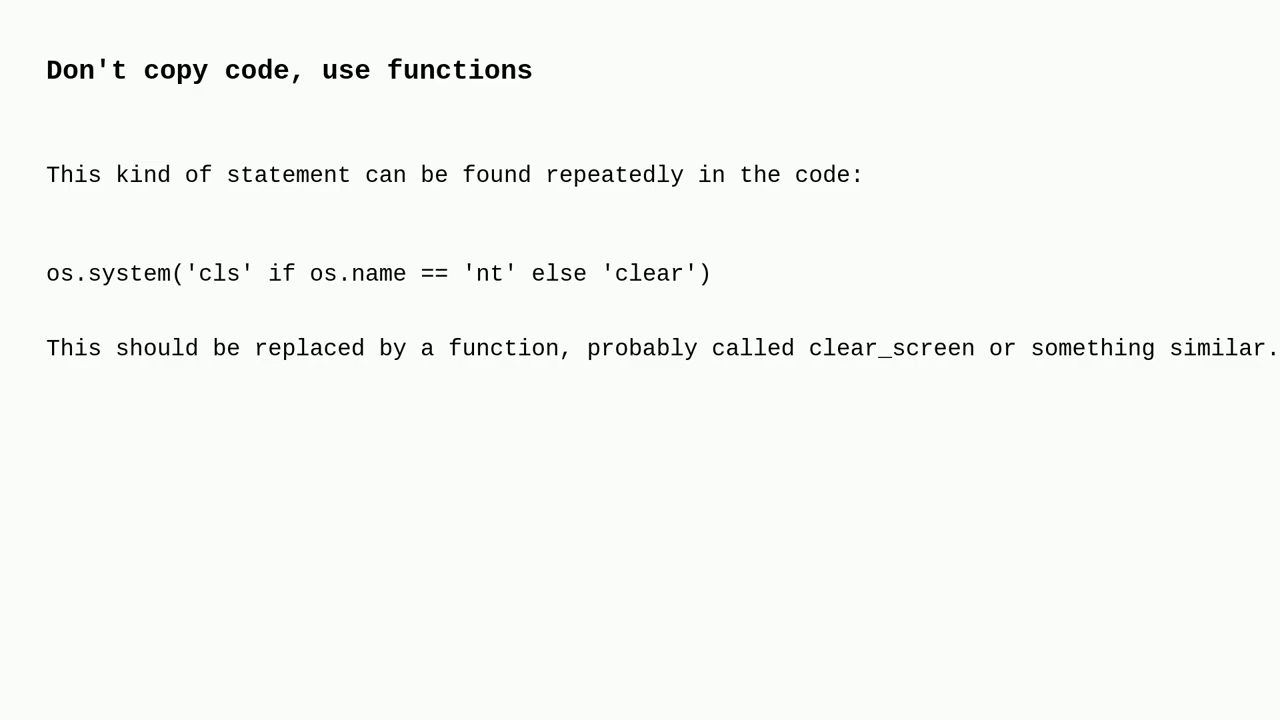 Don't copy code, use functions
This kind of statement can be found repeatedly in the code:
os.system('cls' if os.name == 'nt' else 'clear')
This should be replaced by a function, probably called clear_screen or something similar.